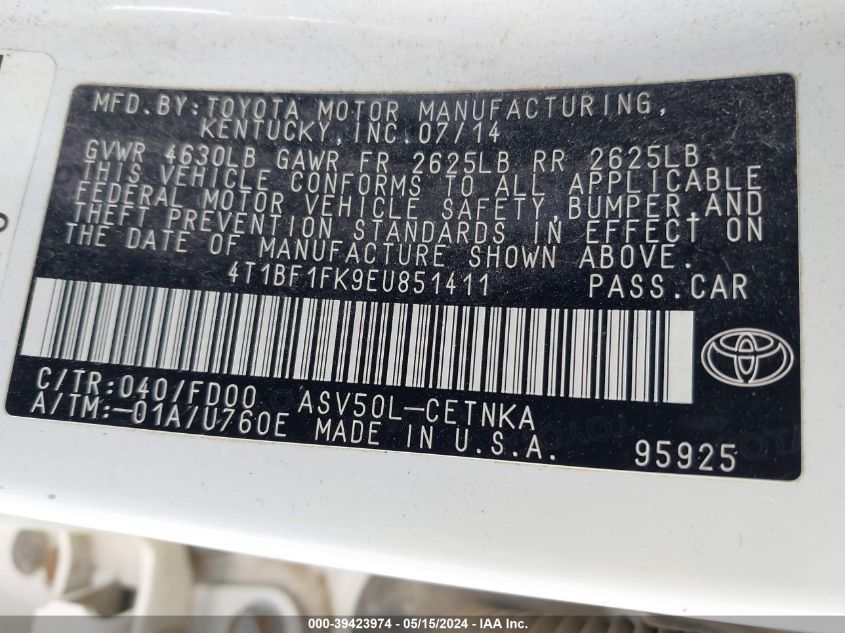 MFD.BY:TOYOTA MOTOR MANUFACTURING,
KENTUCKY,INC.07/14
GVWR 4630LB GAWR FR 2625LB RR 2625LB
THIS VEHICLE CONFORMS TO ALL APPLICABLE
FEDERAL MOTOR VEHICLE SAFETY,BUMPER,AND
THEFT PREVENTION STANDARDS IN EFFECT ON
THE DATE OF MANUFACTURE SHOWN ABOVE.
4T1BF1FK9EU851411 PASS.CAR
C/TR:040/FD00 ASV50L-CETNKA
A/TM:-01A/U760E MADE IN U.S.A.
95925
000-39423974 - 05/15/2024 - IAA Inc.